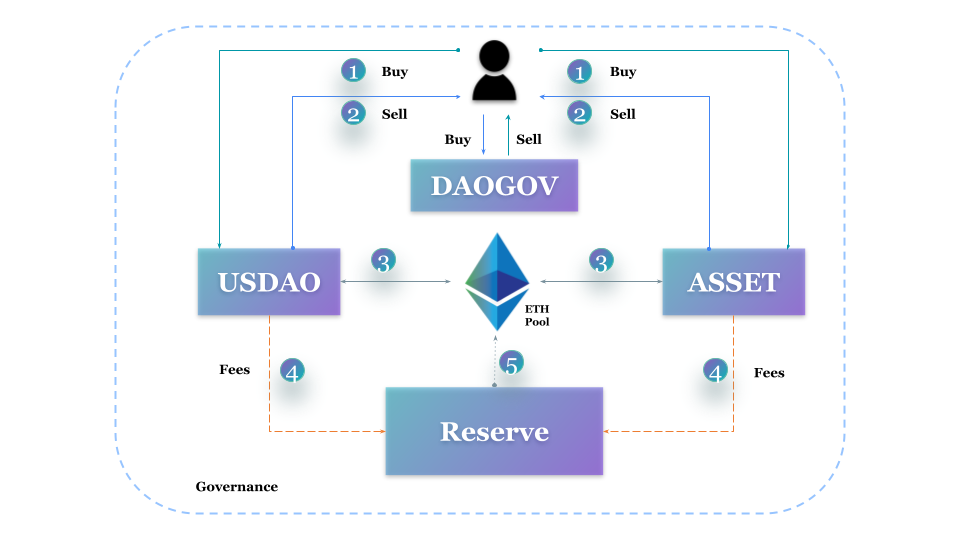 1 Buy
1 Buy
2 Sell
2 Sell
Buy
Sell
DAOGOV
USDAO
3
3
ASSET
ETH
Pool
Fees
4
5
4
Fees
Reserve
Governance